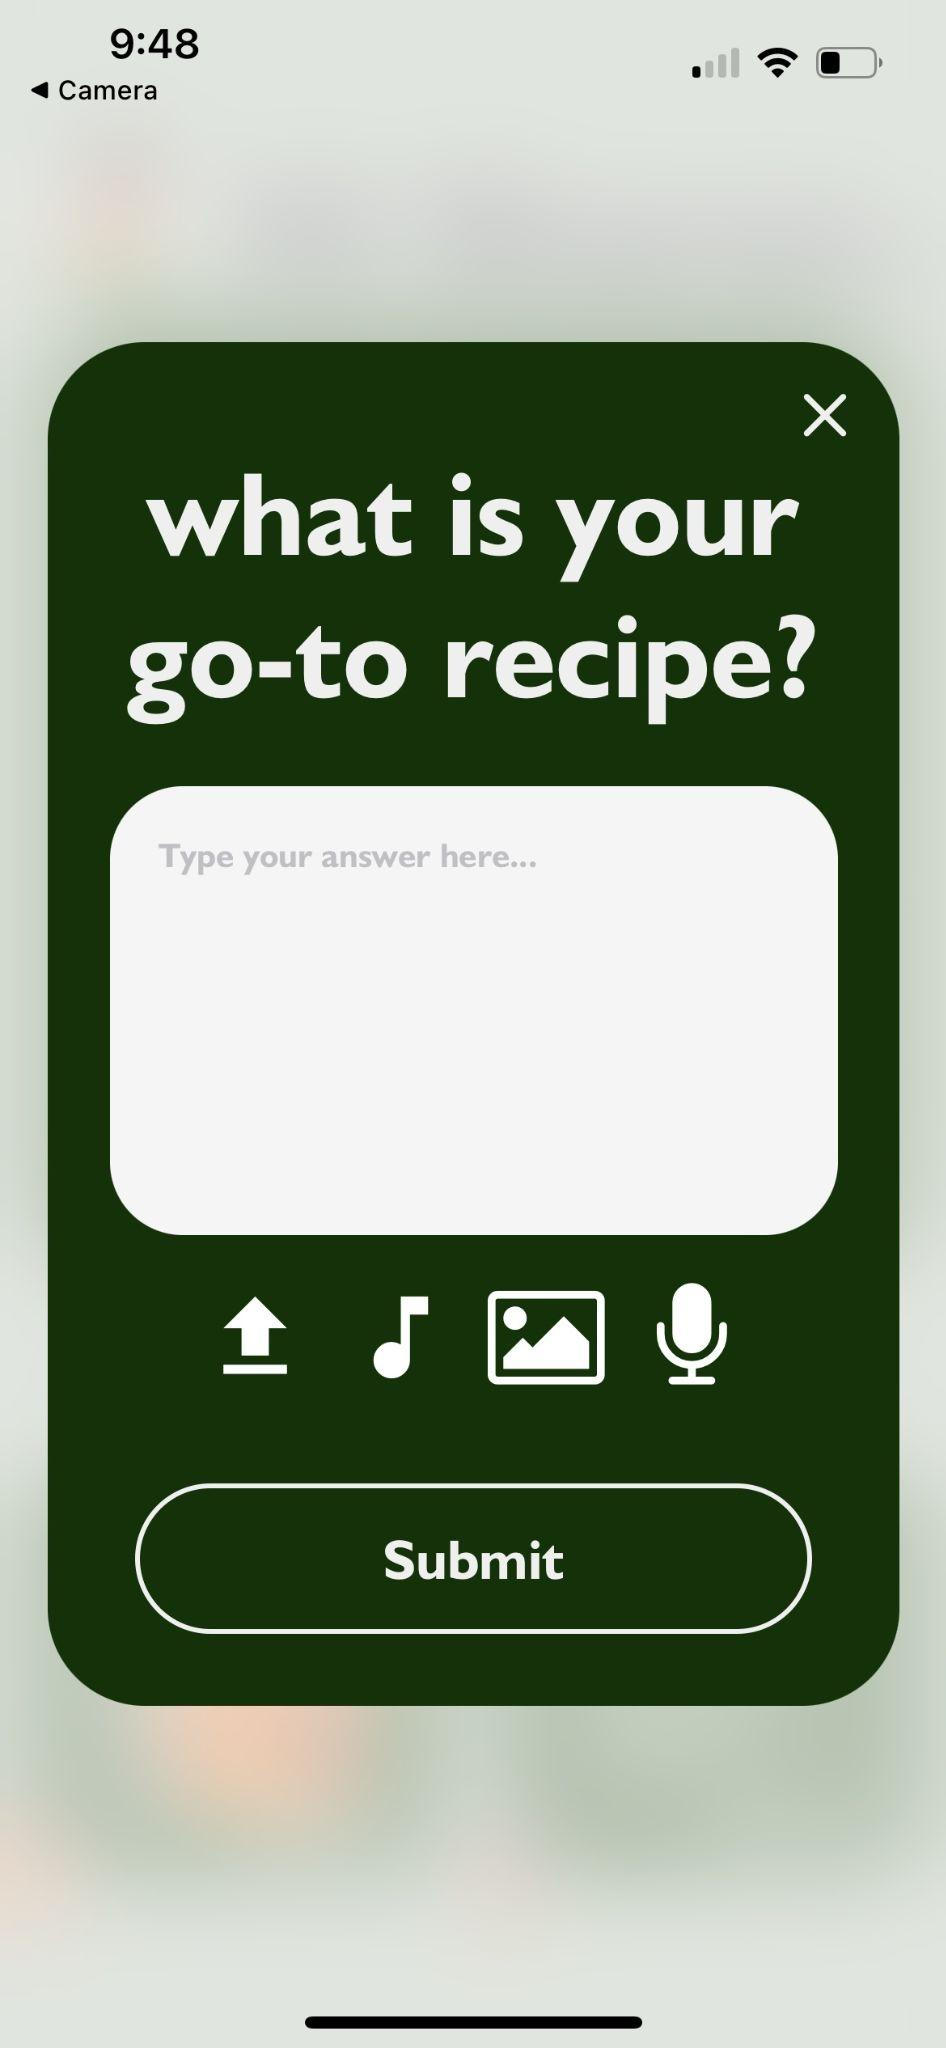 9:48
Camera
what is your
go-to recipe?
Type your answer here...
Submit